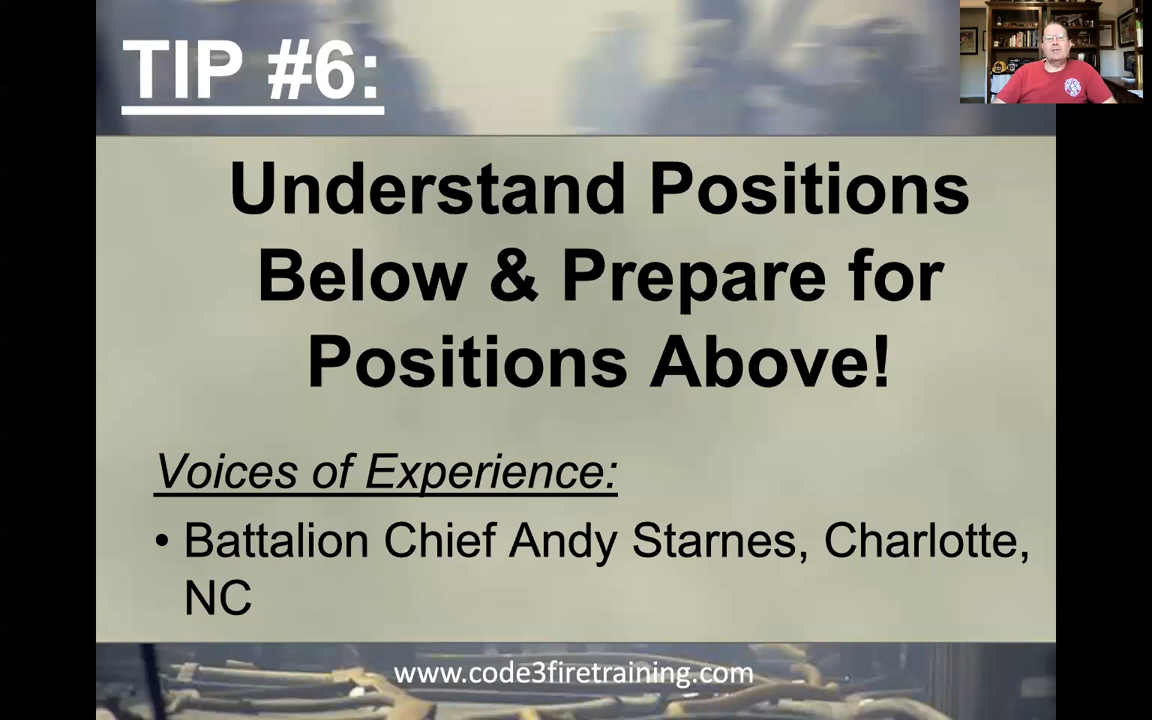 TIP #6:
Understand Positions
Below & Prepare for
Positions Above!
Voices of Experience:
• Battalion Chief Andy Starnes, Charlotte,
NC
www.code3firetraining.com